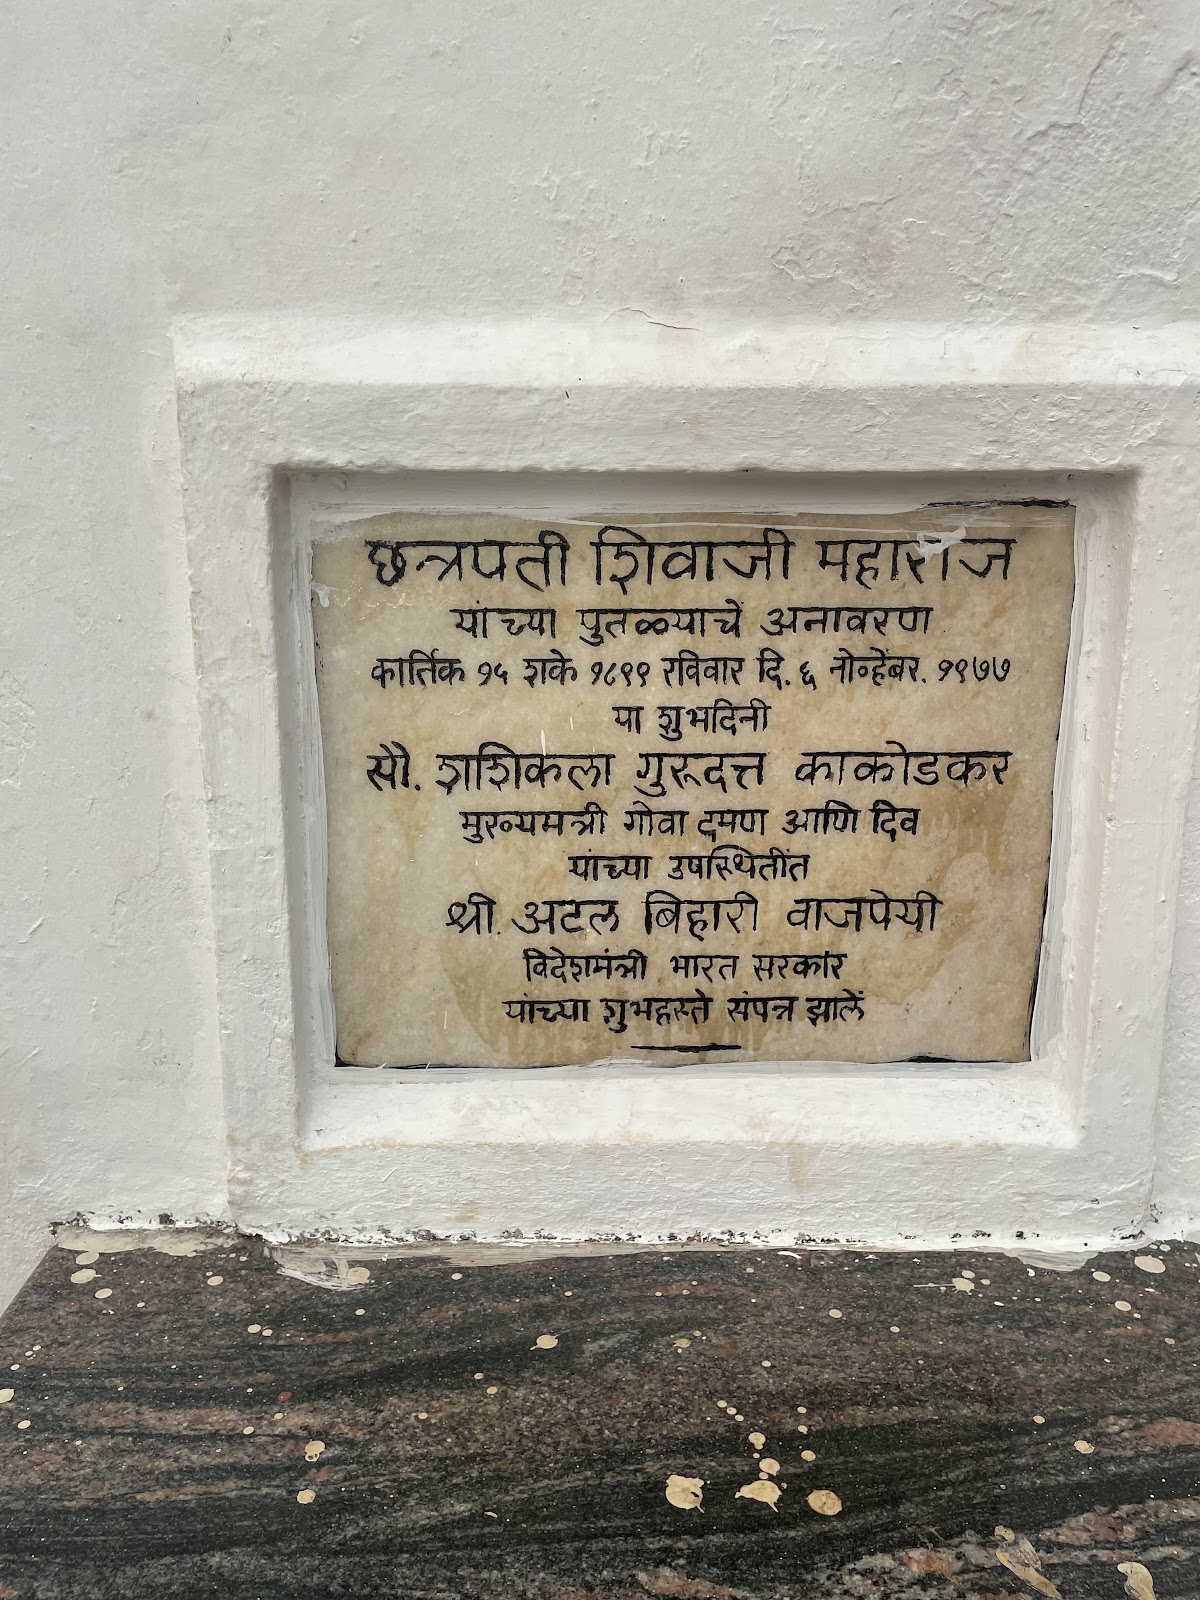 छत्रपती शिवाजी महाराज
यांच्या पुतळ्याचें अनावरण
कार्तिक १५ शके १८९९ रविवार दि. ६ नोव्हेंबर. १९७७
या शुभदिनी
सौ. शशिकला गुरूदत्त काकोडकर
मुख्यमन्त्री गोवा दमण आणि दिव
यांच्या उपस्थितींत
श्री. अटल बिहारी वाजपेयी
विदेशमंत्री भारत सरकार
यांच्या शुभहस्ते संपन्न झालें